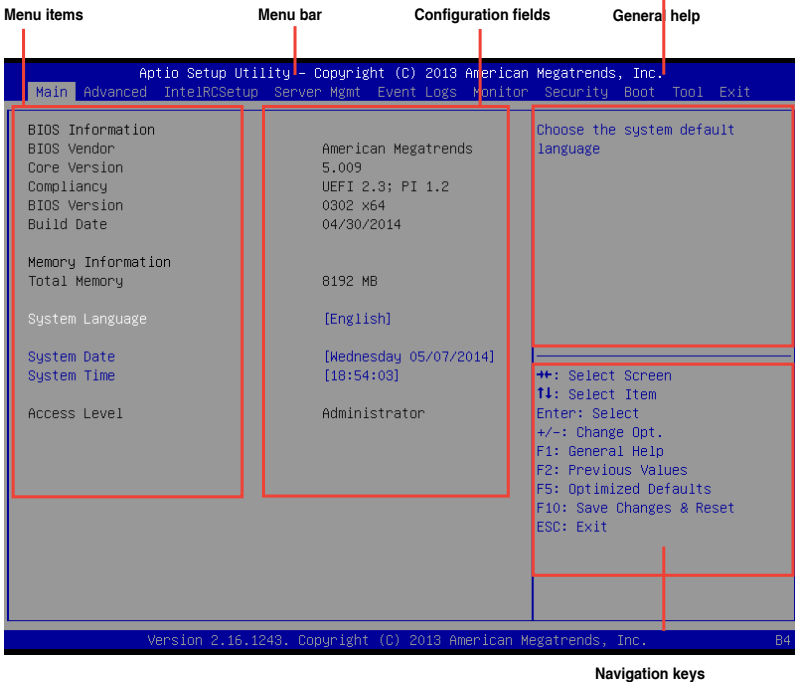 Menu items Menu bar Configuration fields General help
Aptio Setup Utility – Copyright (C) 2013 American Megatrends, Inc.
Main Advanced IntelRCSetup Server Mgmt Event Logs Monitor Security Boot Tool Exit
BIOS Information
BIOS Vendor American Megatrends
Core Version 5.009
Compliancy UEFI 2.3; PI 1.2
BIOS Version 0302 x64
Build Date 04/30/2014
Memory Information
Total Memory 8192 MB
System Language [English]
System Date [Wednesday 05/07/2014]
System Time [18:54:03]
Access Level Administrator
Choose the system default
language
→←: Select Screen
↑↓: Select Item
Enter: Select
+/-: Change Opt.
F1: General Help
F2: Previous Values
F5: Optimized Defaults
F10: Save Changes & Reset
ESC: Exit
Version 2.16.1243. Copyright (C) 2013 American Megatrends, Inc. B4
Navigation keys